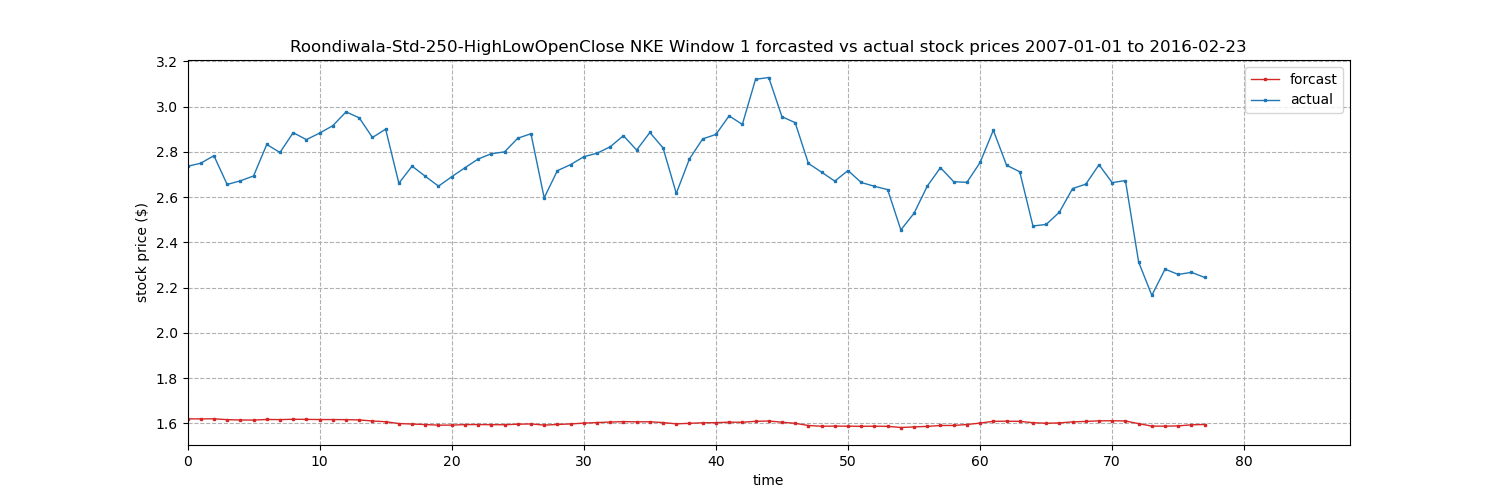 Roondiwala-Std-250-HighLowOpenClose NKE Window 1 forcasted vs actual stock prices 2007-01-01 to 2016-02-23
forcast
actual
3.2
3.0
2.8
2.6
2.4
2.2
2.0
1.8
1.6
stock price ($)
0 10 20 30 40 50 60 70 80
time